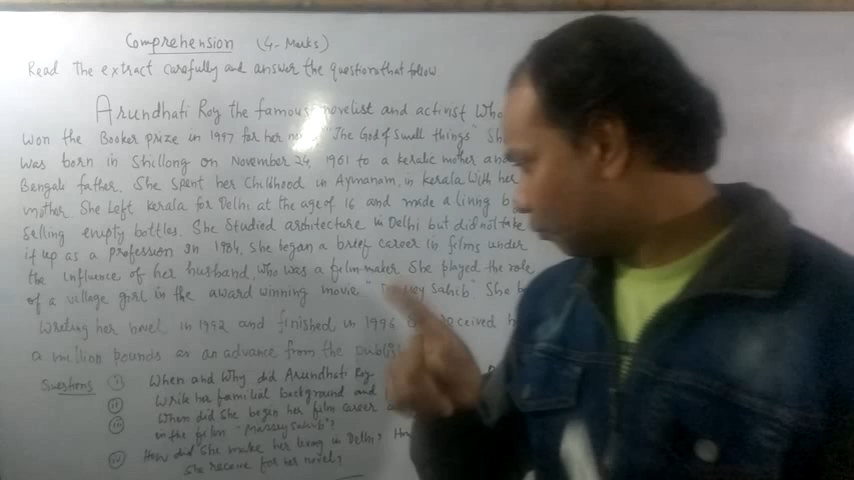 Comprehension (4-Marks)
Read The extract carefully and answer the questions that follow.
Arundhati Roy the famous novelist and activist Who
won the Booker prize in 1997 for her "The God of Small things" She
was born in Shillong on November 24, 1961 to a keralic mother and
Bengali father. She spent her Childhood in Aymanam, in Kerala With her
mother She Left Kerala for Delhi at the age of 16 and made a living by
Selling empty bottles. She Studied architecture in Delhi but did not take
it up as a profession In 1984, She began a brief career in films under
the influence of her husband, Who was a film-maker She played the role
of a village girl in the award winning movie "Massey Sahib" She
Writing her novel in 1992 and finished in 1996 received
a million pounds as an advance from the
Questions (i) When and Why did Arundhati Roy
(ii) Write her familial background and
(iii) When did She begin her film career
in the film "Massey Sahib"?
(iv) How did She make her living in Delhi?
She receive for her novel?